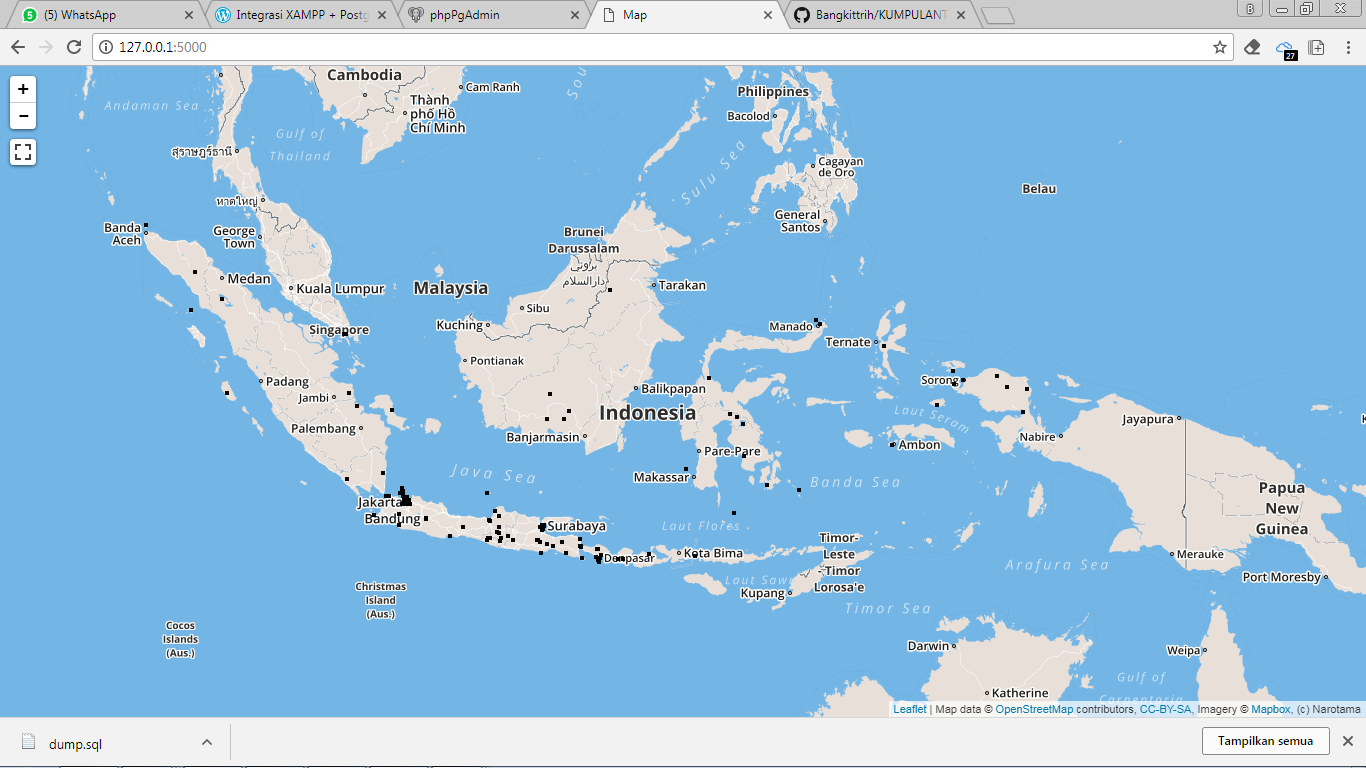 (5) WhatsApp
Integrasi XAMPP + Postg
phpPgAdmin
Map
Bangkittrih/KUMPULANT
B
127.0.0.1:5000
27
+
−
Cambodia
Cam Ranh
Thành
phố Hồ
Chí Minh
Andaman Sea
Gulf of
Thailand
สุราษฎร์ธานี
หาดใหญ่
Sou
Philippines
Bacolod
Sulu Sea
Cagayan
de Oro
General
Santos
Belau
Banda
Aceh
George
Town
Medan
Kuala Lumpur
Brunei
Darussalam
بروني
دارالسلام
Malaysia
Tarakan
Sibu
Kuching
Singapore
Manado
Ternate
Pontianak
Padang
Jambi
Balikpapan
Sorong
Indonesia
Laut Seram
Jayapura
Palembang
Banjarmasin
Nabire
Ambon
Pare-Pare
Java Sea
Makassar
Banda Sea
Papua
New
Guinea
Jakarta
Bandung
Surabaya
Laut Flores
Denpasar
Kota Bima
Timor-
Leste
- Timor
Lorosa'e
Merauke
Arafura Sea
Port Moresby
Laut Sawu
Kupang
Timor Sea
Christmas
Island
(Aus.)
Cocos
Islands
(Aus.)
Darwin
Weipa
Gulf of
Carpentaria
Katherine
Leaflet | Map data © OpenStreetMap contributors, CC-BY-SA, Imagery © Mapbox, (c) Narotama
dump.sql
Tampilkan semua